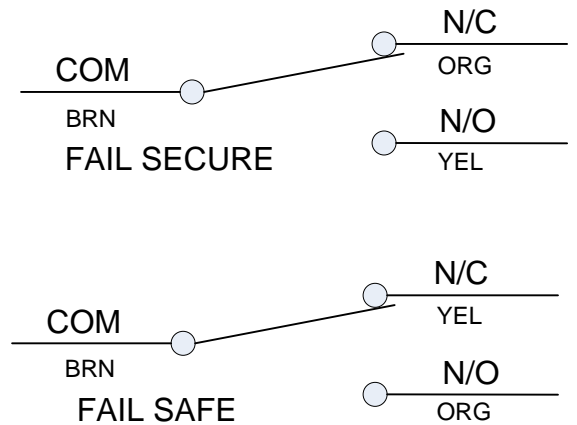 N/C
COM
ORG
BRN
N/O
FAIL SECURE
YEL
N/C
COM
YEL
BRN
N/O
FAIL SAFE
ORG